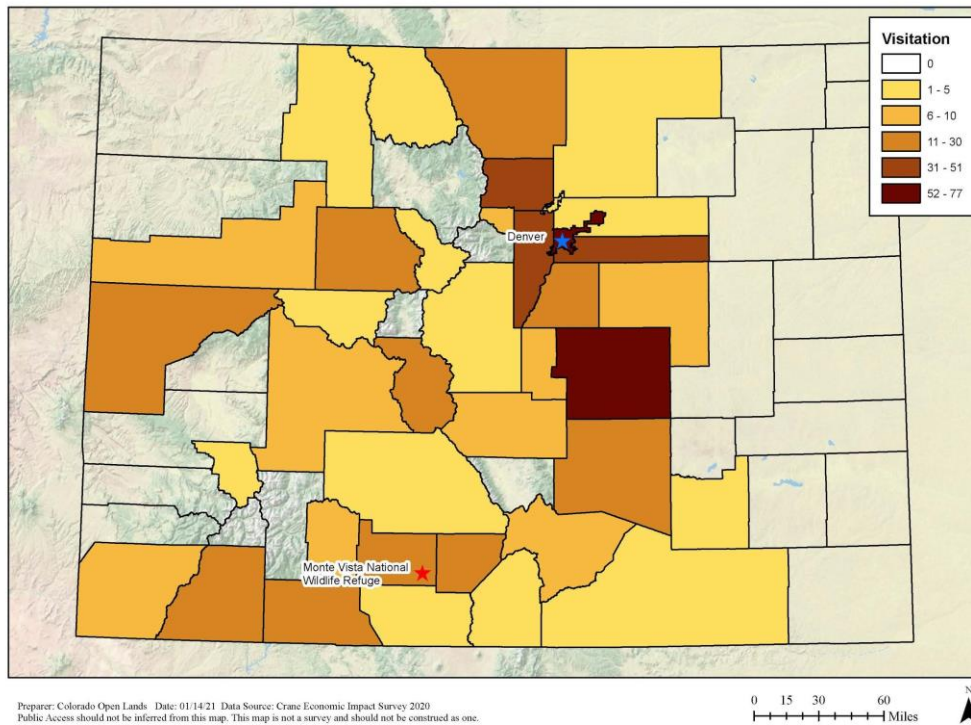 Visitation
0
1 - 5
6 - 10
11 - 30
31 - 51
52 - 77
Denver
Monte Vista National
Wildlife Refuge
Preparer: Colorado Open Lands Date: 01/14/21 Data Source: Crane Economic Impact Survey 2020
Public Access should not be inferred from this map. This map is not a survey and should not be construed as one.
0 15 30 60
Miles
N